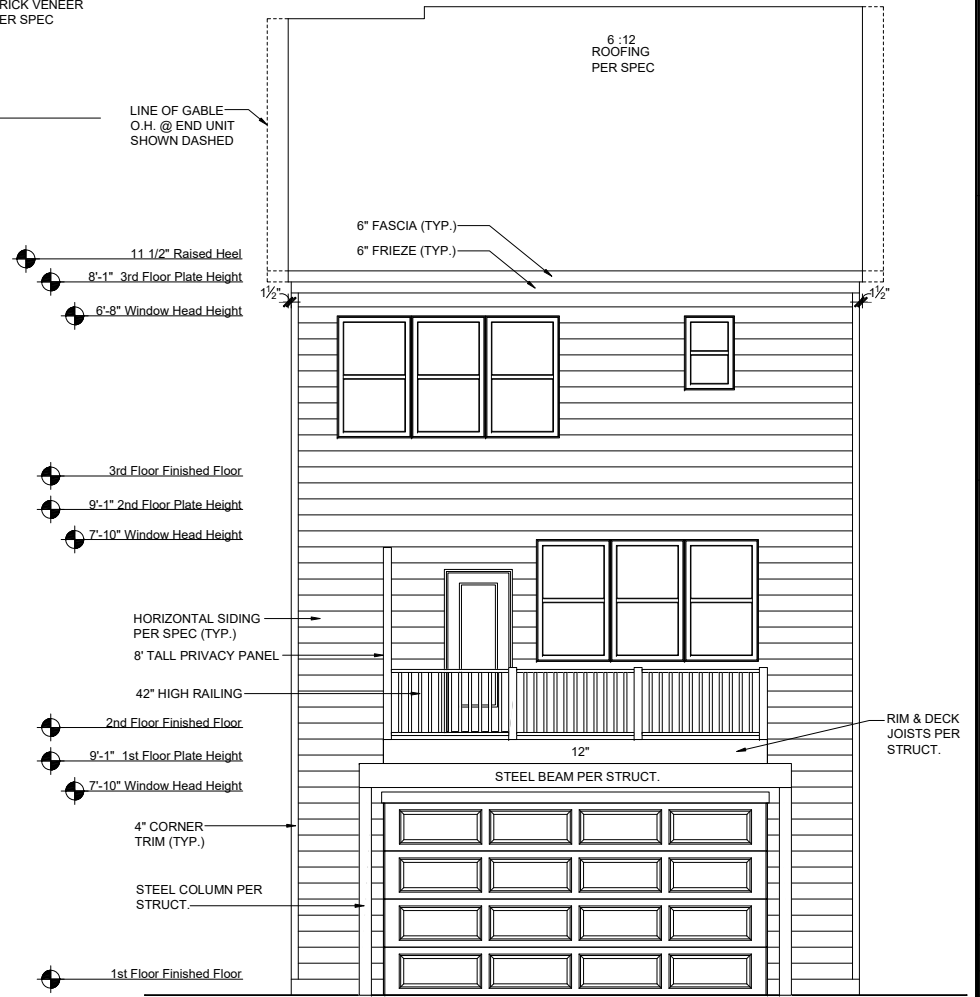 RICK VENEER
ER SPEC
6 :12
ROOFING
PER SPEC
LINE OF GABLE
O.H. @ END UNIT
SHOWN DASHED
6" FASCIA (TYP.)
6" FRIEZE (TYP.)
11 1/2" Raised Heel
8'-1" 3rd Floor Plate Height
1½"
1½"
6'-8" Window Head Height
3rd Floor Finished Floor
9'-1" 2nd Floor Plate Height
7'-10" Window Head Height
HORIZONTAL SIDING
PER SPEC (TYP.)
8' TALL PRIVACY PANEL
42" HIGH RAILING
2nd Floor Finished Floor
RIM & DECK
JOISTS PER
STRUCT.
12"
9'-1" 1st Floor Plate Height
STEEL BEAM PER STRUCT.
7'-10" Window Head Height
4" CORNER
TRIM (TYP.)
STEEL COLUMN PER
STRUCT.
1st Floor Finished Floor